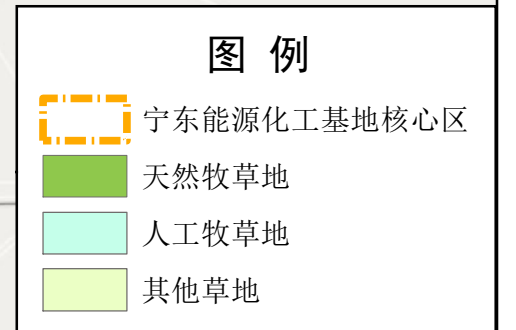 图 例
宁东能源化工基地核心区
天然牧草地
人工牧草地
其他草地